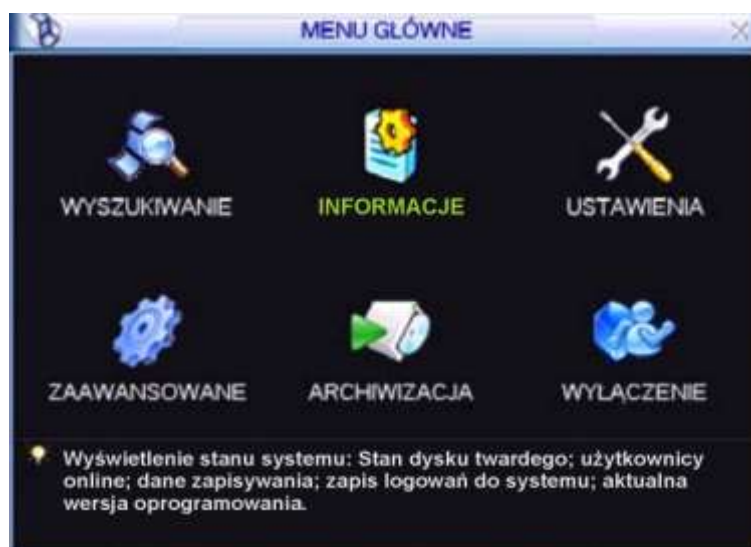 MENU GŁÓWNE
WYSZUKIWANIE
INFORMACJE
USTAWIENIA
ZAAWANSOWANE
ARCHIWIZACJA
WYŁĄCZENIE
Wyświetlenie stanu systemu: Stan dysku twardego; użytkownicy
online; dane zapisywania; zapis logowań do systemu; aktualna
wersja oprogramowania.